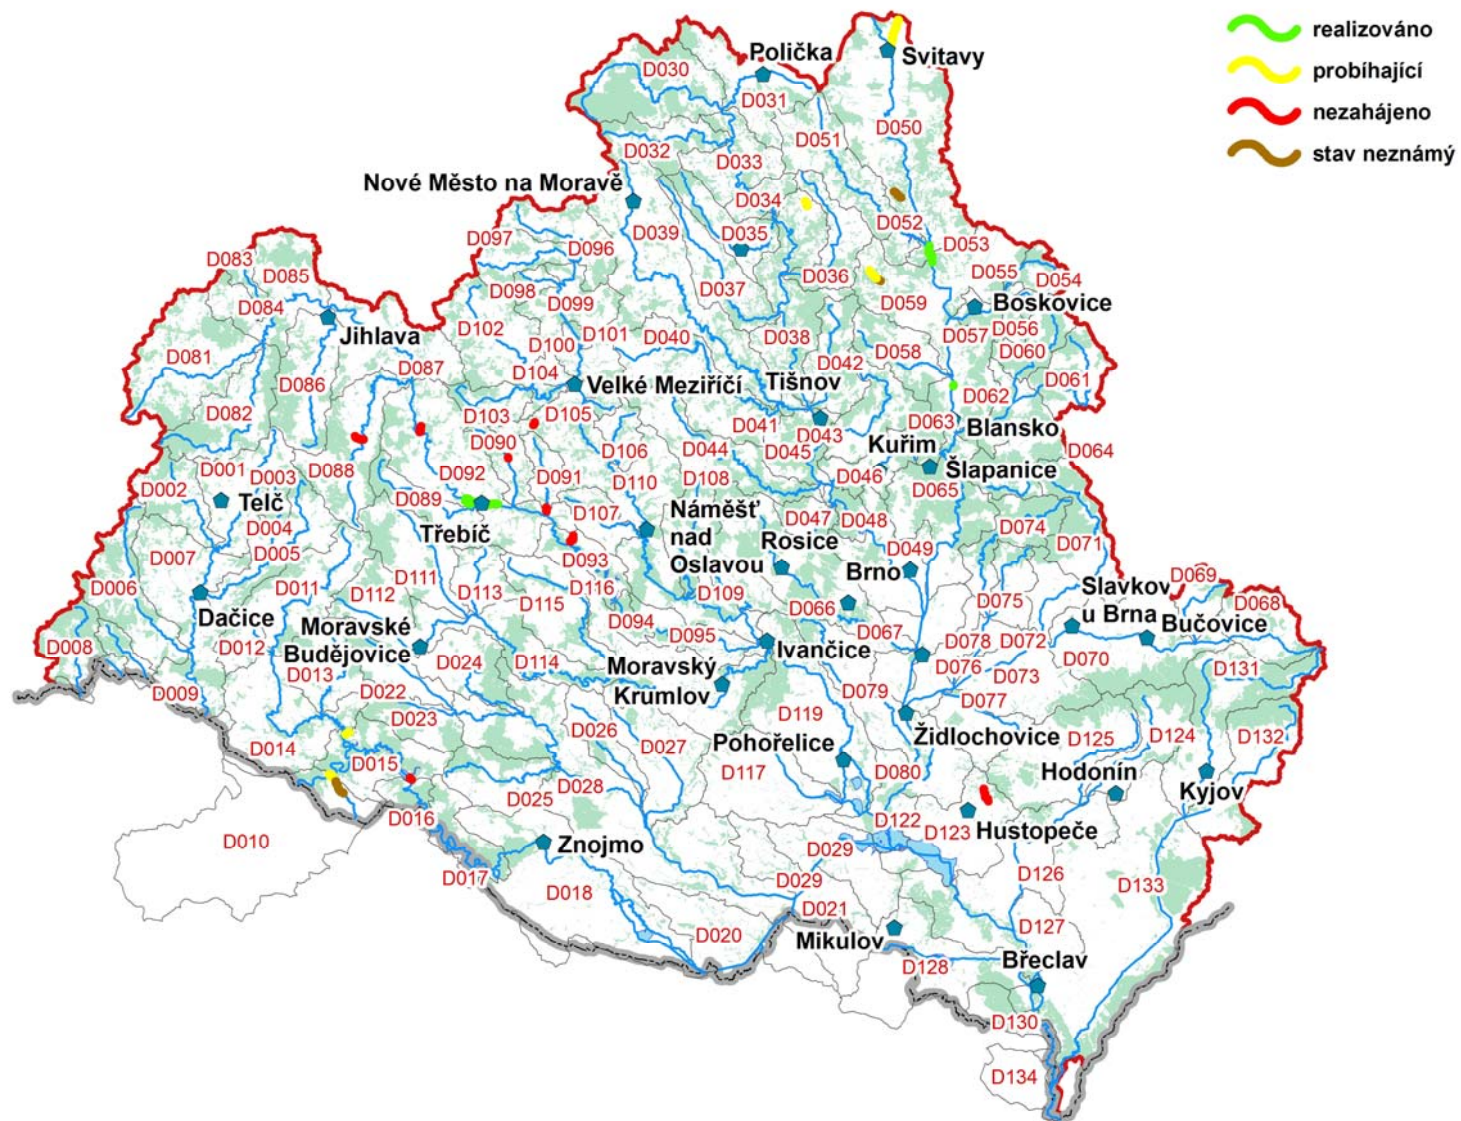 realizováno
probíhající
nezahájeno
stav neznámý
Polička
Svitavy
D030
D031
D050
D051
D032
D033
Nové Město na Moravě
D034
D052
D039
D035
D053
D097
D096
D083
D085
D036
D055
D054
D098
D037
D059
D099
Boskovice
D084
D102
D101
D040
D038
D057
D056
Jihlava
D100
D042
D058
D060
D081
D087
D104
Velké Meziříčí
Tišnov
D061
D086
D062
D082
D103
D105
D041
D043
D063
Blansko
D090
D106
D044
D045
Kuřim
D064
D001
D003
D088
D092
D091
D110
D108
D046
Šlapanice
D002
Telč
D089
D065
D004
D107
Náměšť
nad
Oslavou
D047
D048
D074
Třebíč
Rosice
D071
D007
D005
D093
D049
D006
D011
D111
D116
Brno
Slavkov
u Brna
D069
D112
D113
D115
D109
D066
D075
D068
Dačice
Moravské
Budějovice
D094
D067
Bučovice
D008
D012
D095
Ivančice
D078
D072
D024
D114
Moravský
Krumlov
D076
D070
D131
D009
D013
D022
D079
D073
D077
D023
D119
D026
Židlochovice
D124
D132
D014
D027
Pohořelice
D125
D015
D117
D080
Hodonín
D028
Kyjov
D025
D016
D122
D123
Hustopeče
D010
Znojmo
D029
D017
D018
D029
D126
D133
D021
D020
Mikulov
D127
D128
Břeclav
D130
D134